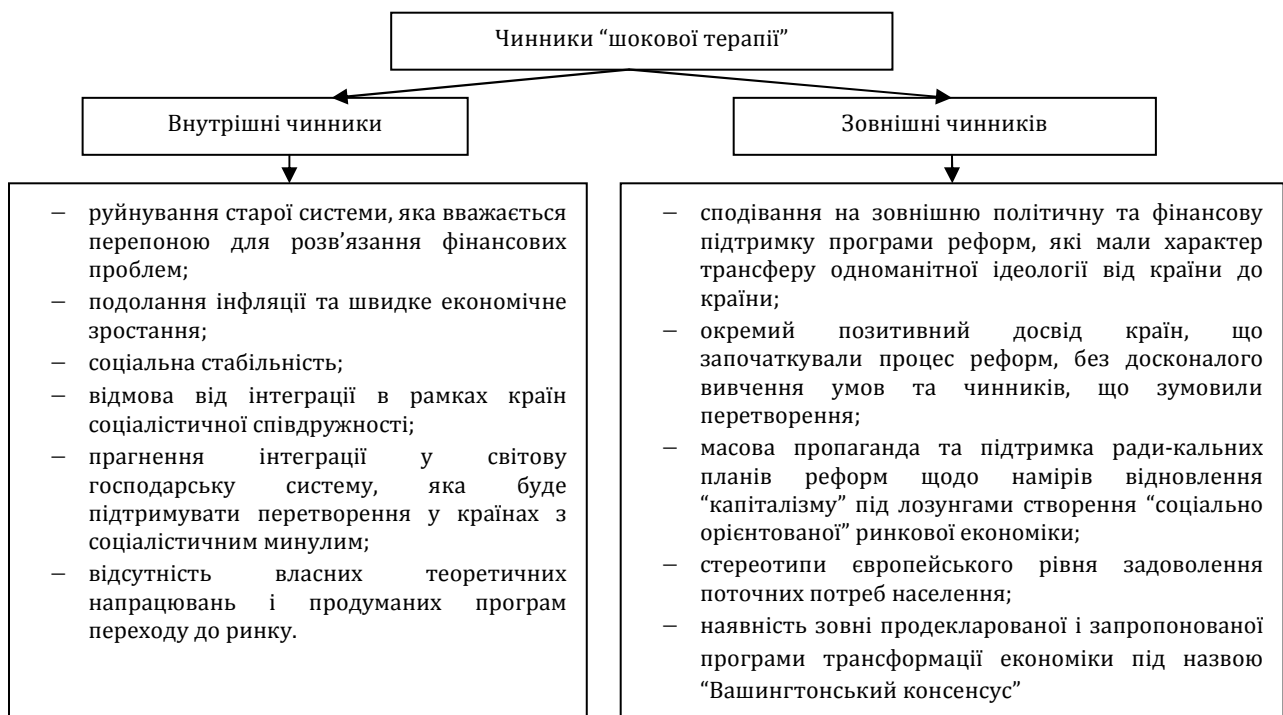 Чинники “шокової терапії”
Внутрішні чинники
Зовнішні чинників
− руйнування старої системи, яка вважається
перепоною для розв’язання фінансових
проблем;
− подолання інфляції та швидке економічне
зростання;
− соціальна стабільність;
− відмова від інтеграції в рамках країн
соціалістичної співдружності;
− прагнення інтеграції у світову
господарську систему, яка буде
підтримувати перетворення у країнах з
соціалістичним минулим;
− відсутність власних теоретичних
напрацювань і продуманих програм
переходу до ринку.
− сподівання на зовнішню політичну та фінансову
підтримку програми реформ, які мали характер
трансферу одноманітної ідеології від країни до
країни;
− окремий позитивний досвід країн, що
започаткували процес реформ, без досконалого
вивчення умов та чинників, що зумовили
перетворення;
− масова пропаганда та підтримка ради-кальних
планів реформ щодо намірів відновлення
“капіталізму” під лозунгами створення “соціально
орієнтованої” ринкової економіки;
− стереотипи європейського рівня задоволення
поточних потреб населення;
− наявність зовні продекларованої і запропонованої
програми трансформації економіки під назвою
“Вашингтонський консенсус”